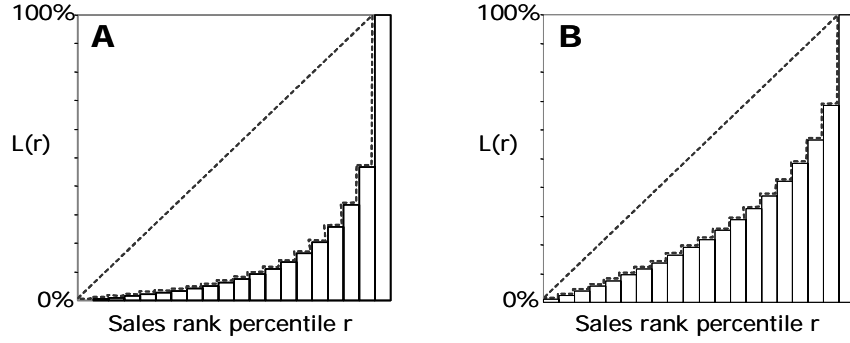 100%
A
L(r)
0%
Sales rank percentile r
100%
B
L(r)
0%
Sales rank percentile r